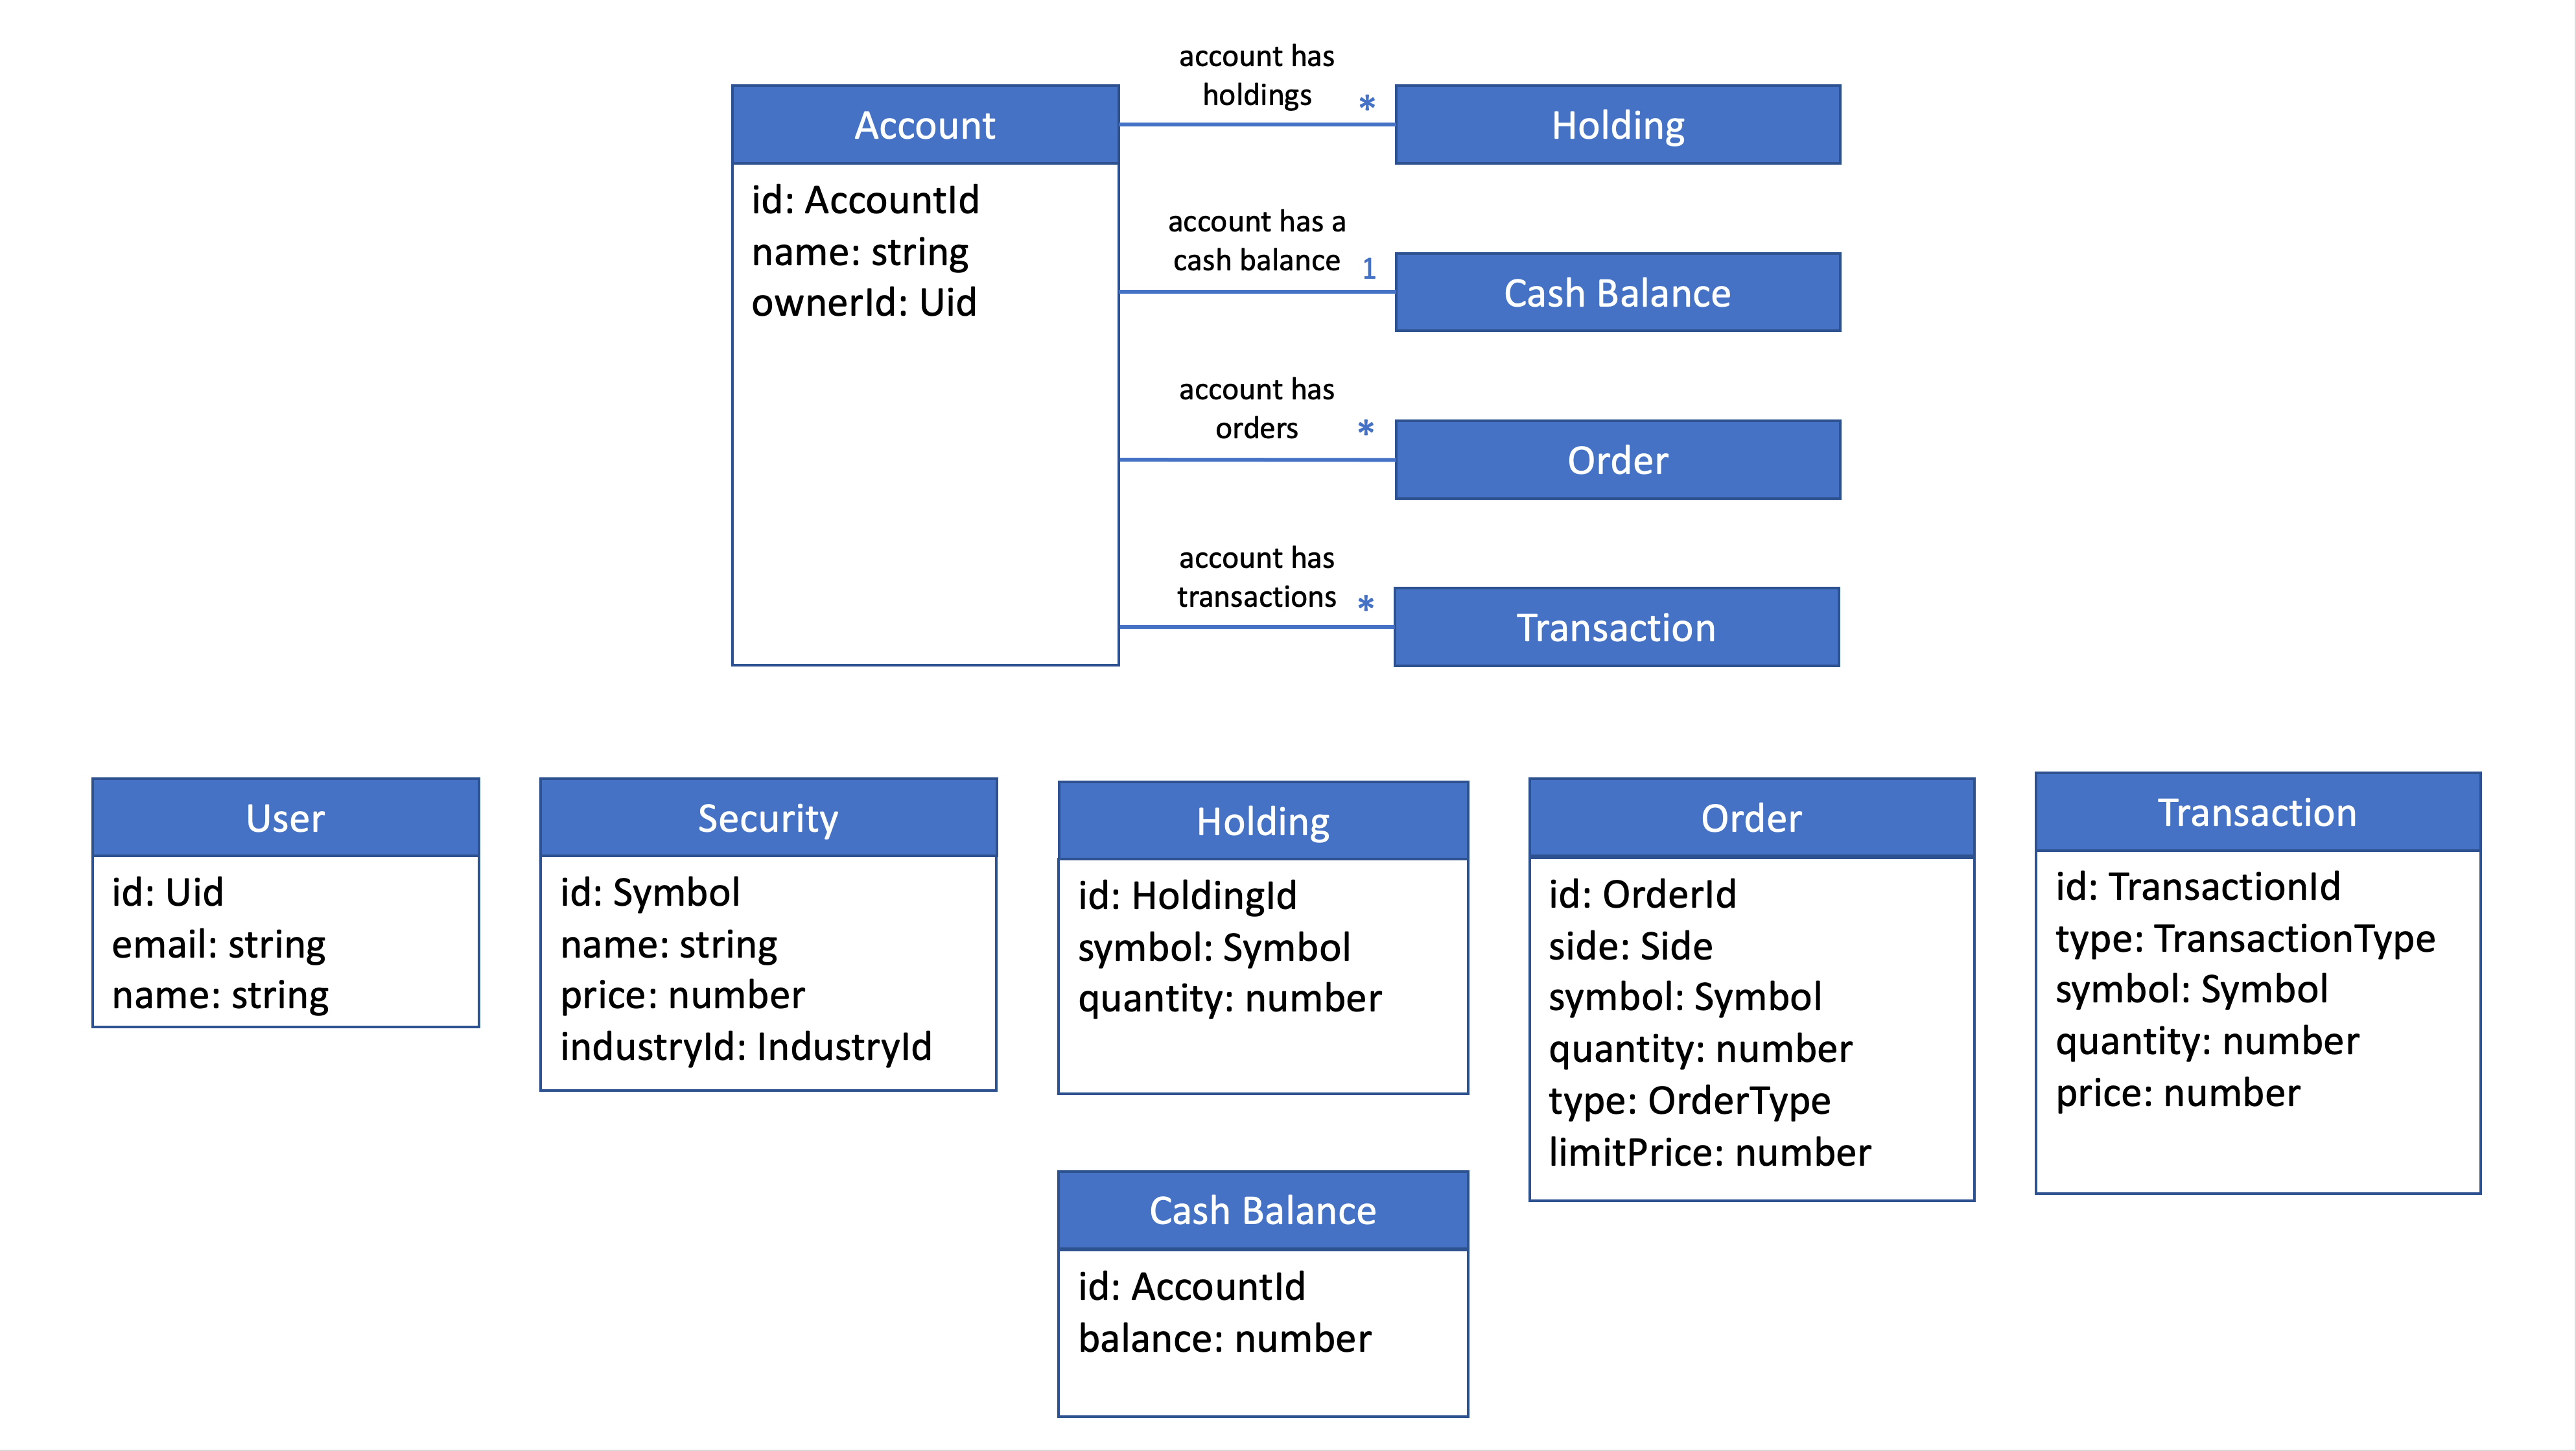 account has
holdings
*
Account
Holding
id: AccountId
name: string
ownerId: Uid
account has a
cash balance
1
Cash Balance
account has
orders
*
Order
account has
transactions
*
Transaction
User
id: Uid
email: string
name: string
Security
id: Symbol
name: string
price: number
industryId: IndustryId
Holding
id: HoldingId
symbol: Symbol
quantity: number
Order
id: OrderId
side: Side
symbol: Symbol
quantity: number
type: OrderType
limitPrice: number
Transaction
id: TransactionId
type: TransactionType
symbol: Symbol
quantity: number
price: number
Cash Balance
id: AccountId
balance: number